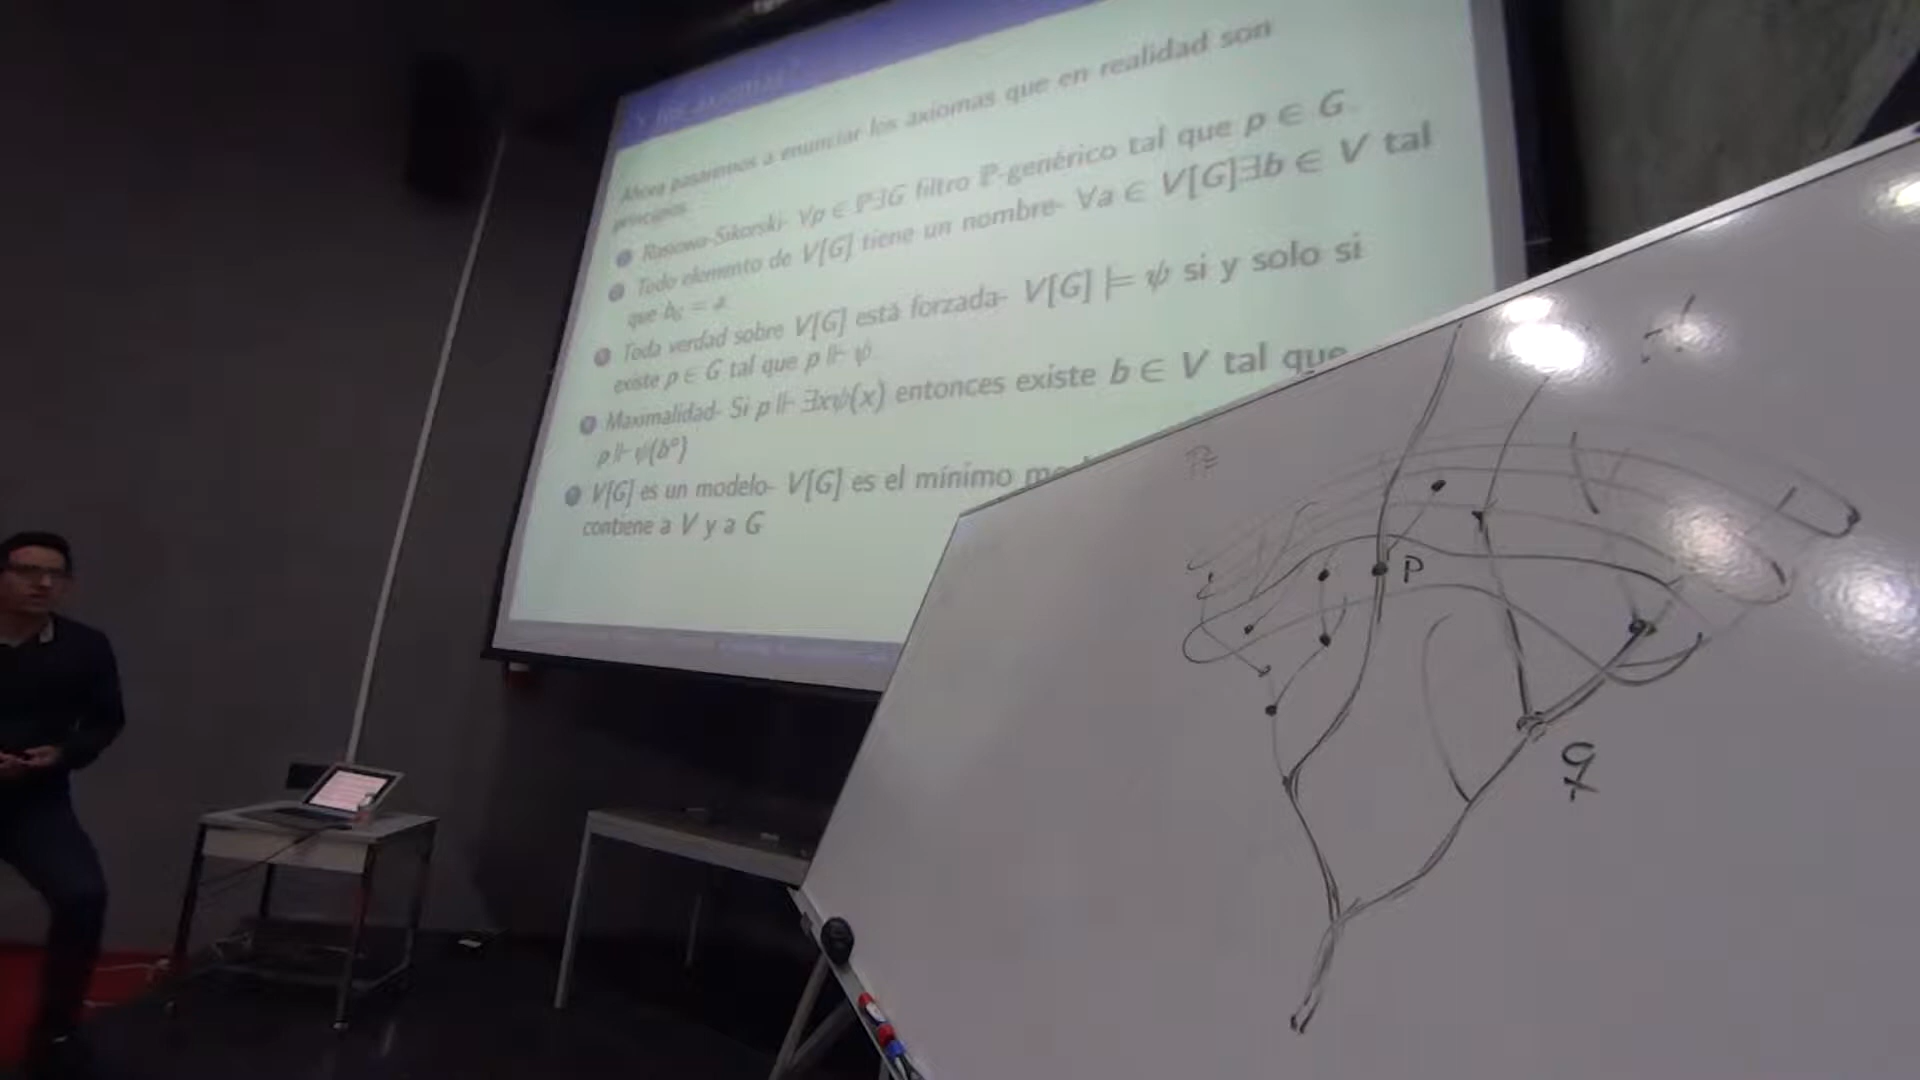 Y los axiomas?
Ahora pasaremos a enunciar los axiomas que en realidad son
principios.
Rasiowa-Sikorski- ∀p ∈ ℙ∃G filtro ℙ-genérico tal que p ∈ G.
Todo elemento de V[G] tiene un nombre- ∀a ∈ V[G]∃b ∈ V tal
que b_G = a.
Toda verdad sobre V[G] está forzada- V[G] ⊨ ψ si y solo si
existe p ∈ G tal que p ⊩ ψ.
Maximalidad- Si p ⊩ ∃xψ(x) entonces existe b ∈ V tal que
p ⊩ ψ(b°)
V[G] es un modelo- V[G] es el mínimo
contiene a V y a G
P
q